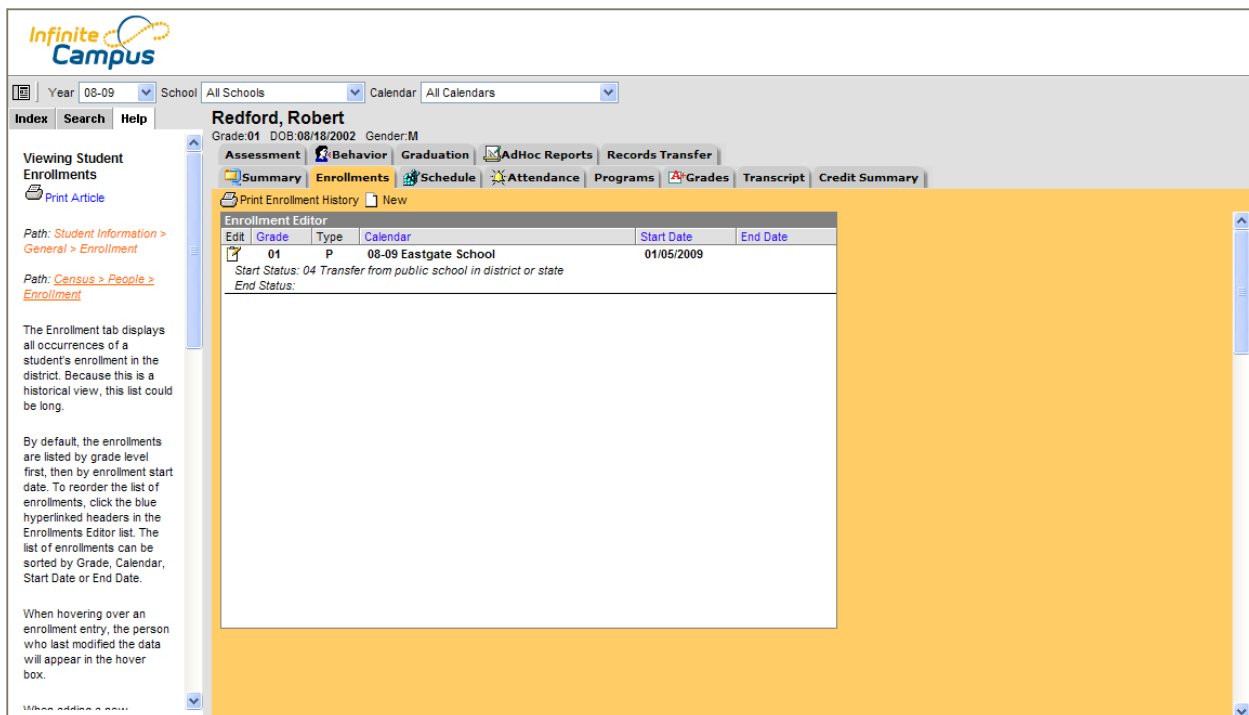 Infinite
Campus
Year 08-09 School All Schools Calendar All Calendars
Index Search Help
Redford, Robert
Grade:01 DOB:08/18/2002 Gender:M
Assessment Behavior Graduation AdHoc Reports Records Transfer
Summary Enrollments Schedule Attendance Programs Grades Transcript Credit Summary
Print Enrollment History New
Enrollment Editor
Edit Grade Type Calendar Start Date End Date
01 P 08-09 Eastgate School 01/05/2009
Start Status: 04 Transfer from public school in district or state
End Status:
Viewing Student
Enrollments
Print Article
Path: Student Information >
General > Enrollment
Path: Census > People >
Enrollment
The Enrollment tab displays
all occurrences of a
student's enrollment in the
district. Because this is a
historical view, this list could
be long.
By default, the enrollments
are listed by grade level
first, then by enrollment start
date. To reorder the list of
enrollments, click the blue
hyperlinked headers in the
Enrollments Editor list. The
list of enrollments can be
sorted by Grade, Calendar,
Start Date or End Date.
When hovering over an
enrollment entry, the person
who last modified the data
will appear in the hover
box.
When adding a new